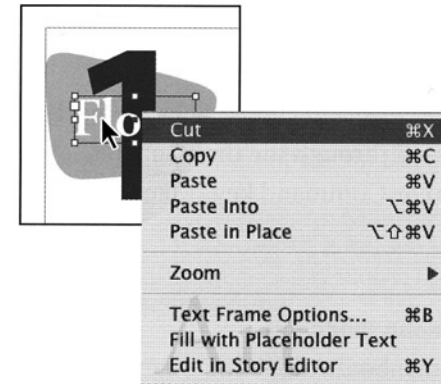 1
Flo
Cut ⌘X
Copy ⌘C
Paste ⌘V
Paste Into ⌥⌘V
Paste in Place ⌥⇧⌘V
Zoom ▶
Text Frame Options... ⌘B
Fill with Placeholder Text
Edit in Story Editor ⌘Y
Art